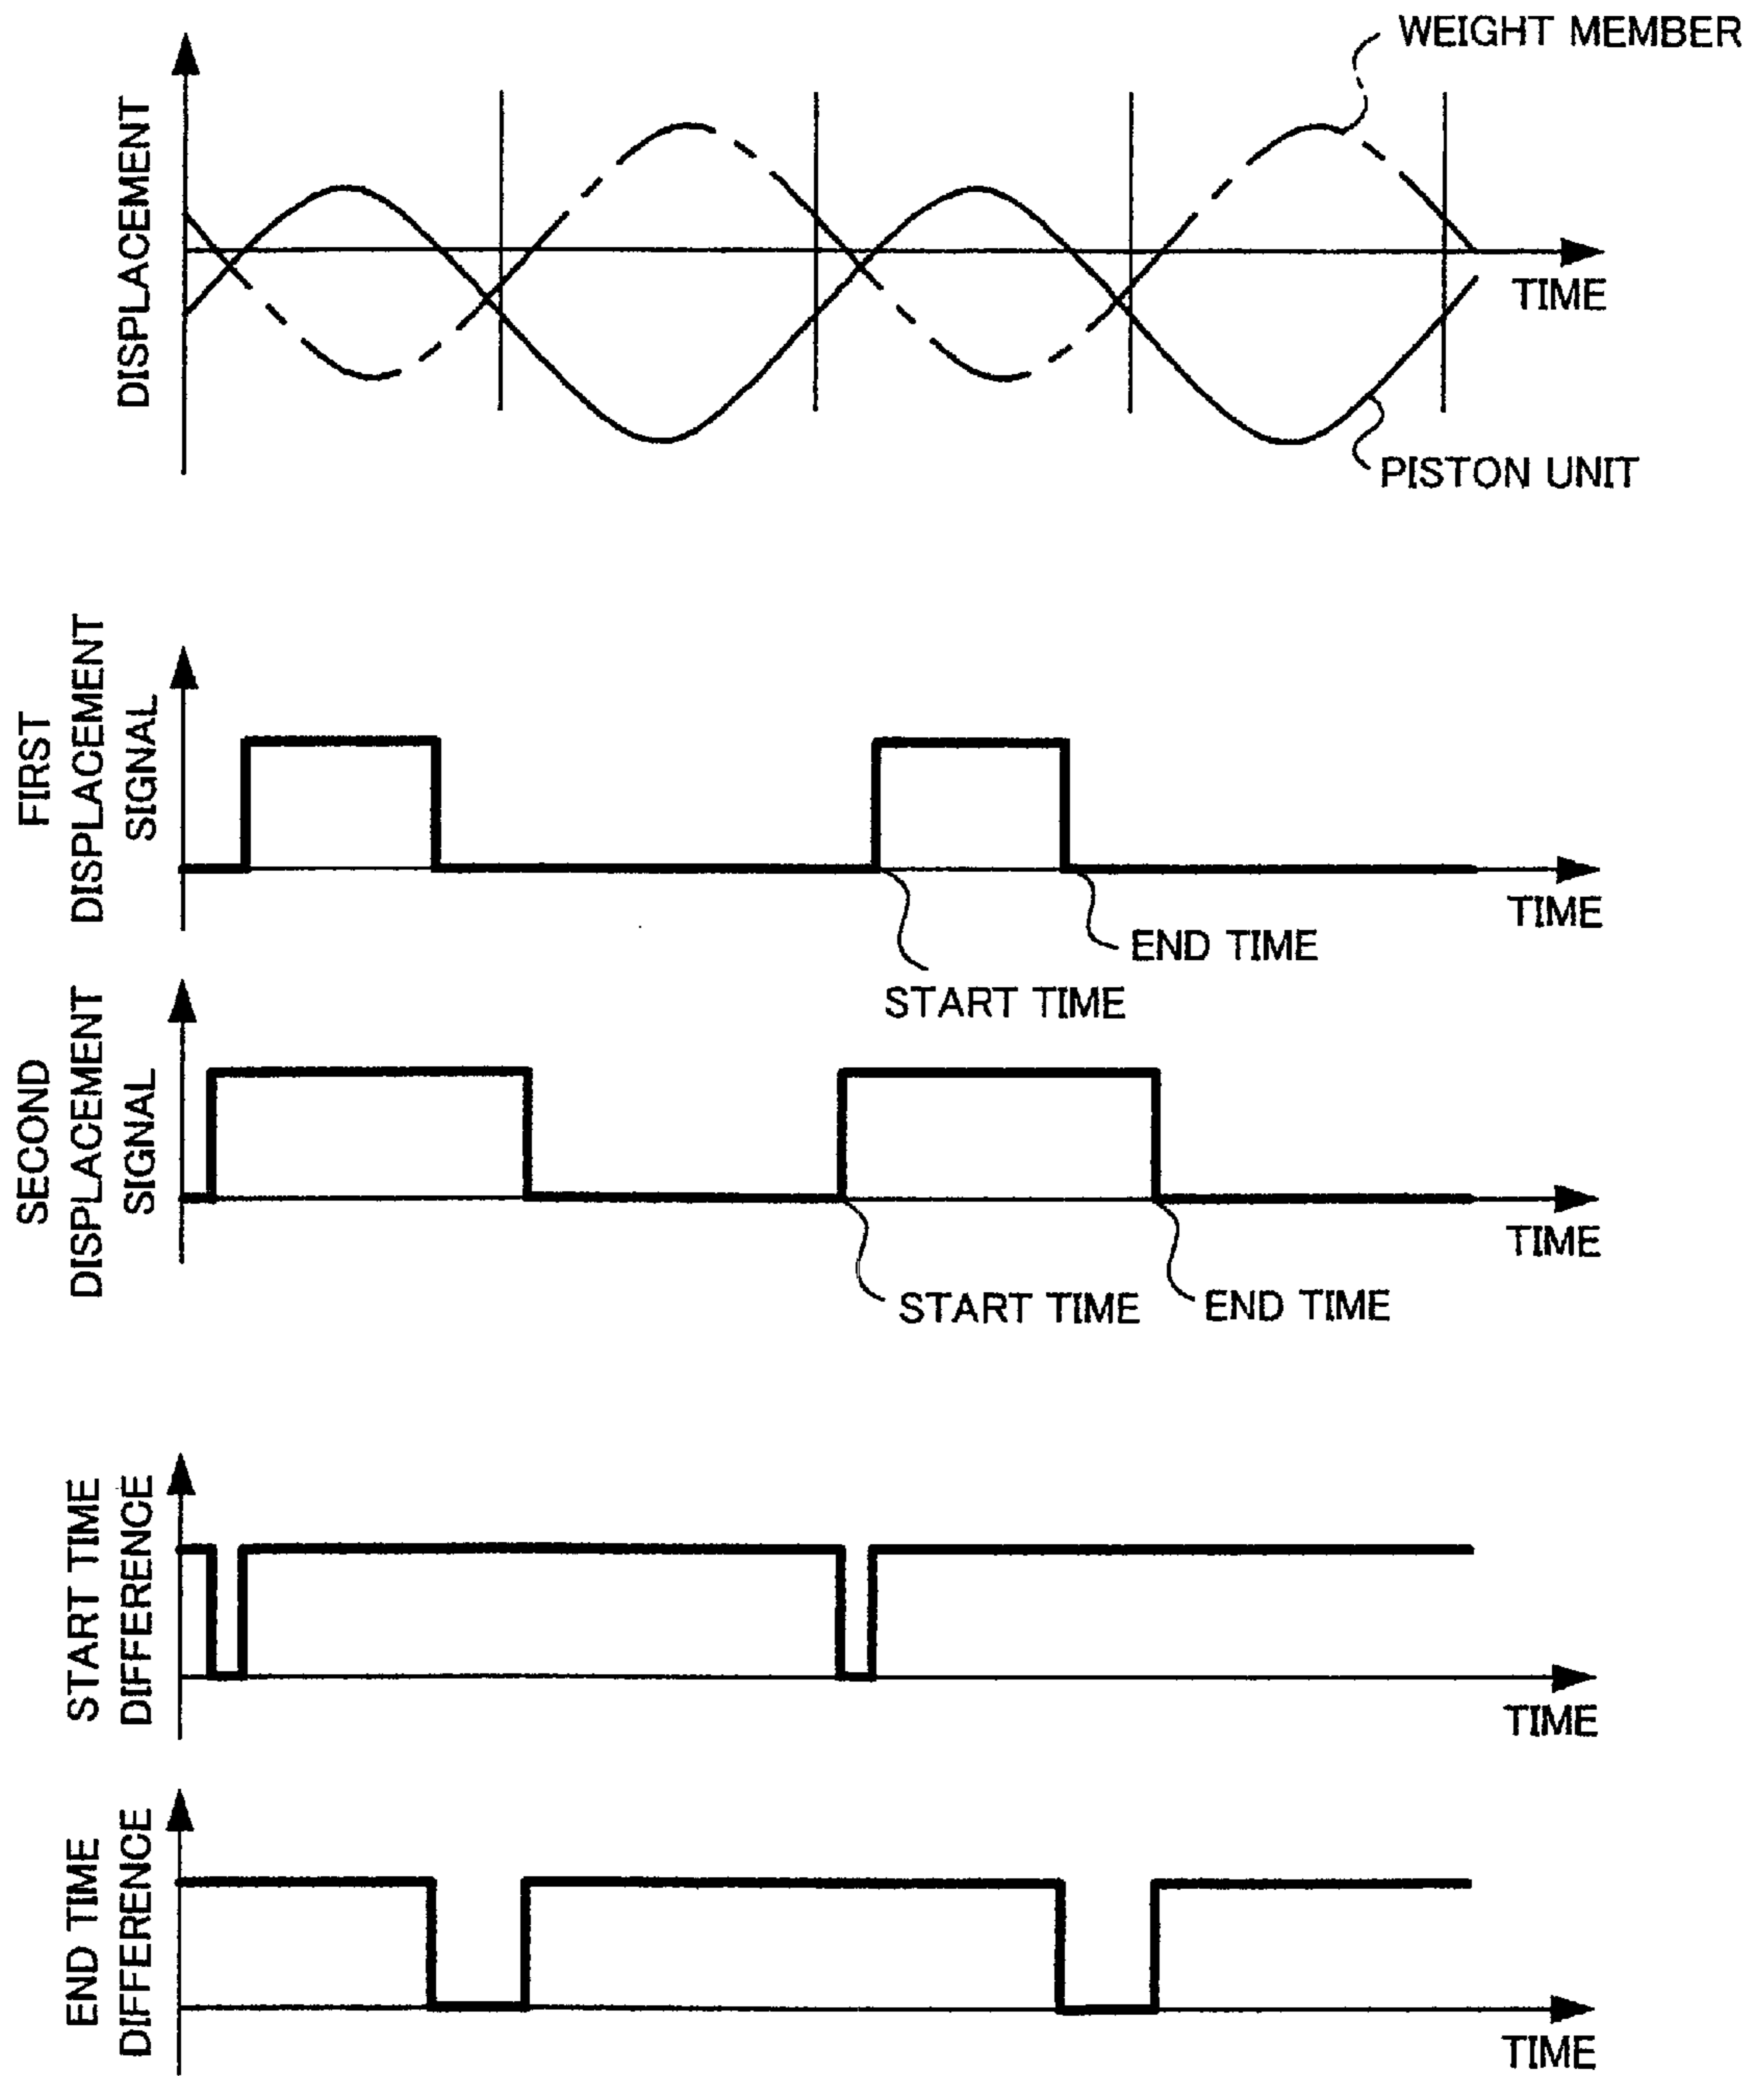 WEIGHT MEMBER
DISPLACEMENT
TIME
PISTON UNIT
FIRST
DISPLACEMENT
SIGNAL
TIME
END TIME
START TIME
SECOND
DISPLACEMENT
SIGNAL
TIME
START TIME
END TIME
START TIME
DIFFERENCE
TIME
END TIME
DIFFERENCE
TIME